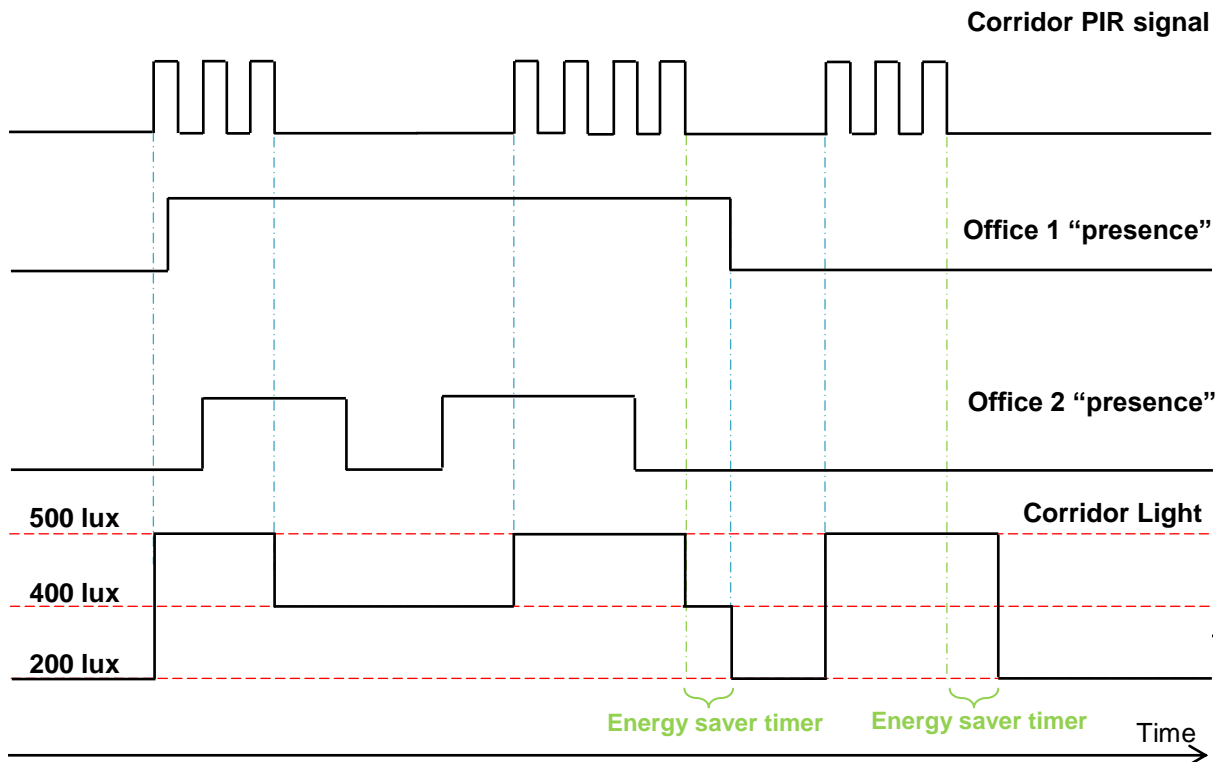 Corridor PIR signal
Office 1 “presence”
Office 2 “presence”
500 lux
Corridor Light
400 lux
200 lux
Energy saver timer
Energy saver timer
Time